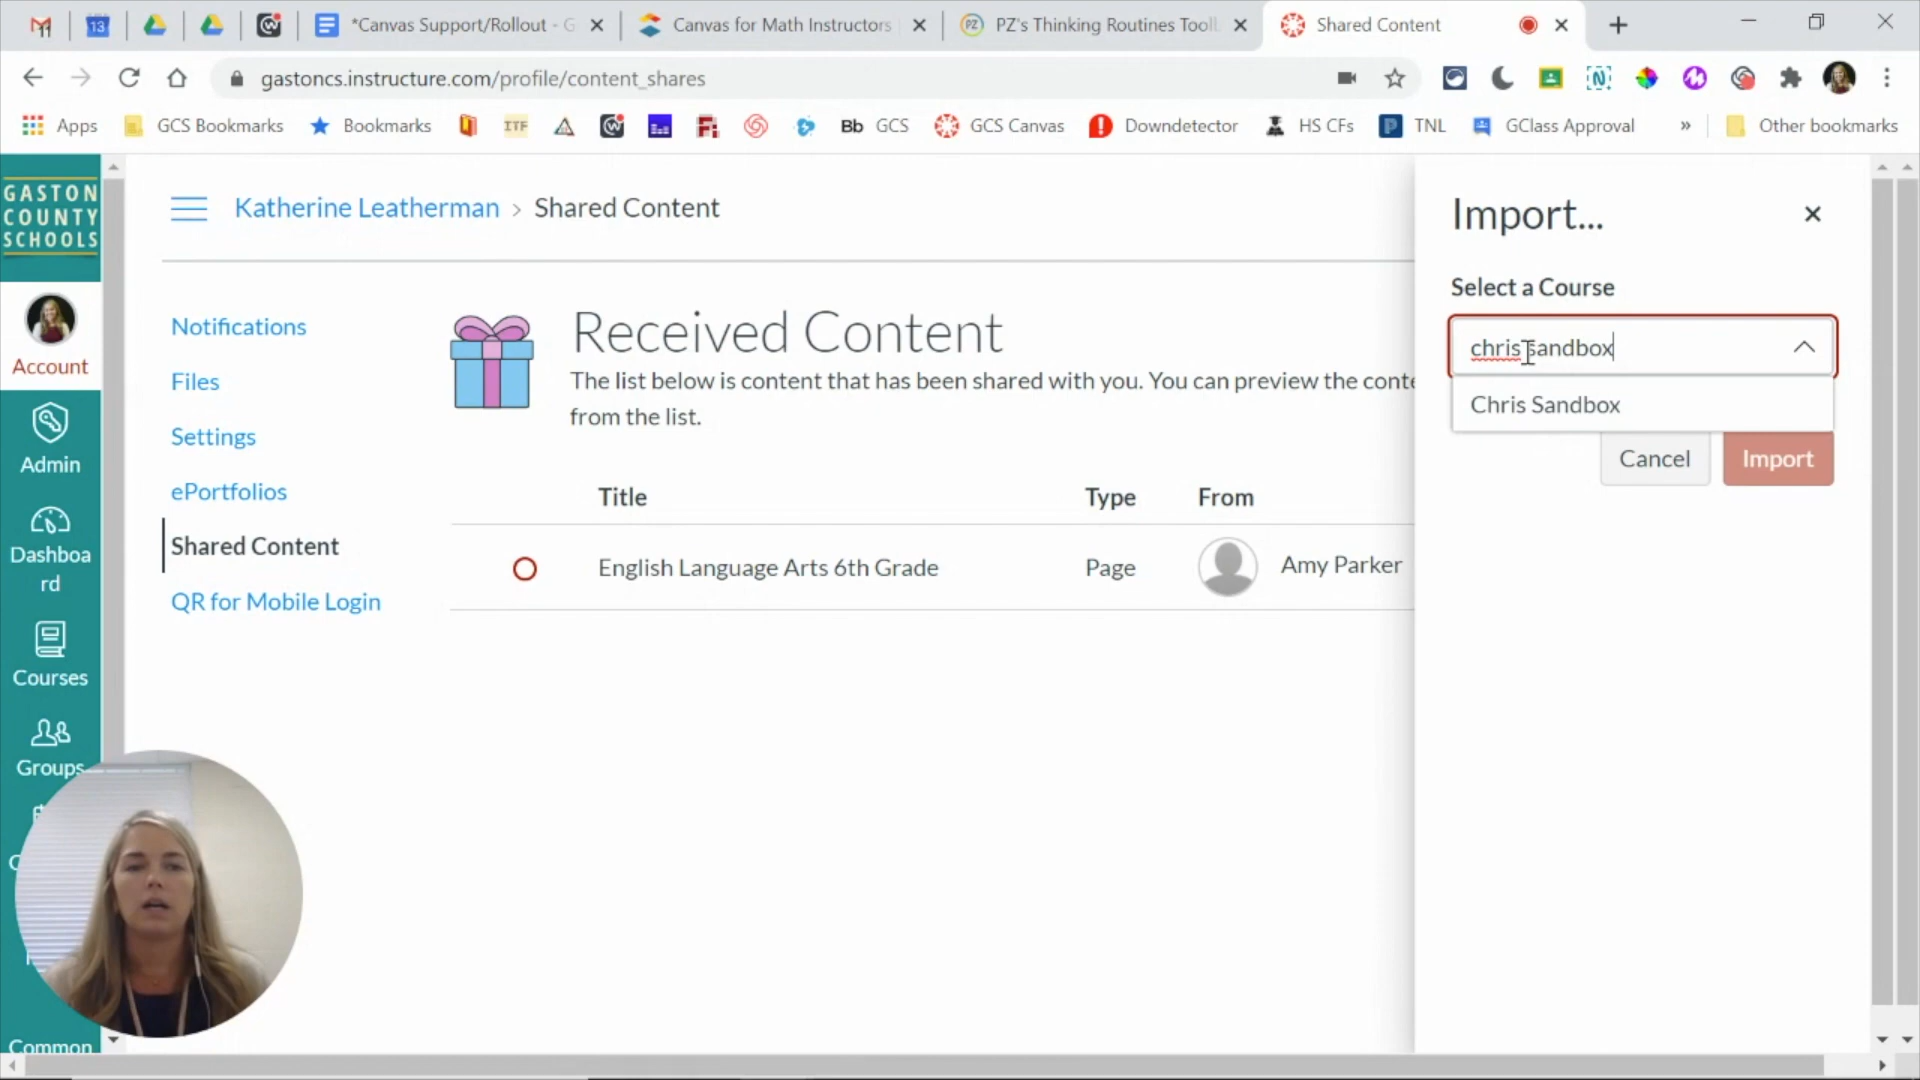 13
*Canvas Support/Rollout - G
Canvas for Math Instructors
PZ
PZ's Thinking Routines Toolb
Shared Content
gastoncs.instructure.com/profile/content_shares
Apps
GCS Bookmarks
Bookmarks
ITF
Bb GCS
GCS Canvas
Downdetector
HS CFs
TNL
GClass Approval
»
Other bookmarks
GASTON
COUNTY
SCHOOLS
Account
Admin
Dashboa
rd
Courses
Groups
Common
Katherine Leatherman > Shared Content
Notifications
Files
Settings
ePortfolios
Shared Content
QR for Mobile Login
Received Content
The list below is content that has been shared with you. You can preview the conte
from the list.
Title Type From
English Language Arts 6th Grade Page Amy Parker
Import...
Select a Course
chris sandbox
Chris Sandbox
Cancel
Import